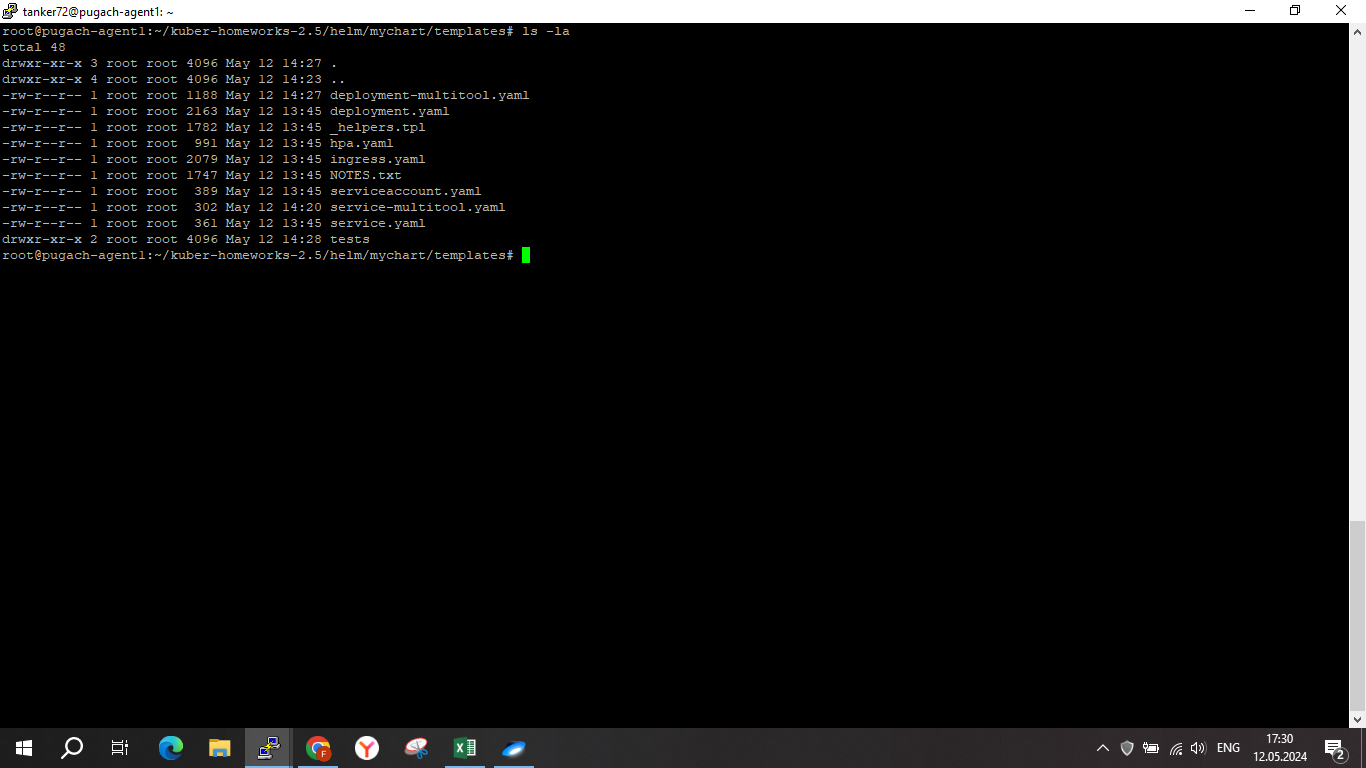 tanker72@pugach-agent1: ~
root@pugach-agent1:~/kuber-homeworks-2.5/helm/mychart/templates# ls -la
total 48
drwxr-xr-x 3 root root 4096 May 12 14:27 .
drwxr-xr-x 4 root root 4096 May 12 14:23 ..
-rw-r--r-- 1 root root 1188 May 12 14:27 deployment-multitool.yaml
-rw-r--r-- 1 root root 2163 May 12 13:45 deployment.yaml
-rw-r--r-- 1 root root 1782 May 12 13:45 _helpers.tpl
-rw-r--r-- 1 root root  991 May 12 13:45 hpa.yaml
-rw-r--r-- 1 root root 2079 May 12 13:45 ingress.yaml
-rw-r--r-- 1 root root 1747 May 12 13:45 NOTES.txt
-rw-r--r-- 1 root root  389 May 12 13:45 serviceaccount.yaml
-rw-r--r-- 1 root root  302 May 12 14:20 service-multitool.yaml
-rw-r--r-- 1 root root  361 May 12 13:45 service.yaml
drwxr-xr-x 2 root root 4096 May 12 14:28 tests
root@pugach-agent1:~/kuber-homeworks-2.5/helm/mychart/templates#
F
ENG
17:30
12.05.2024
2